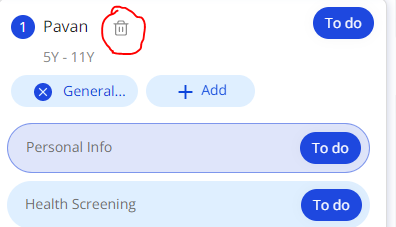 1 Pavan To do
5Y - 11Y
General... Add
Personal Info To do
Health Screening To do